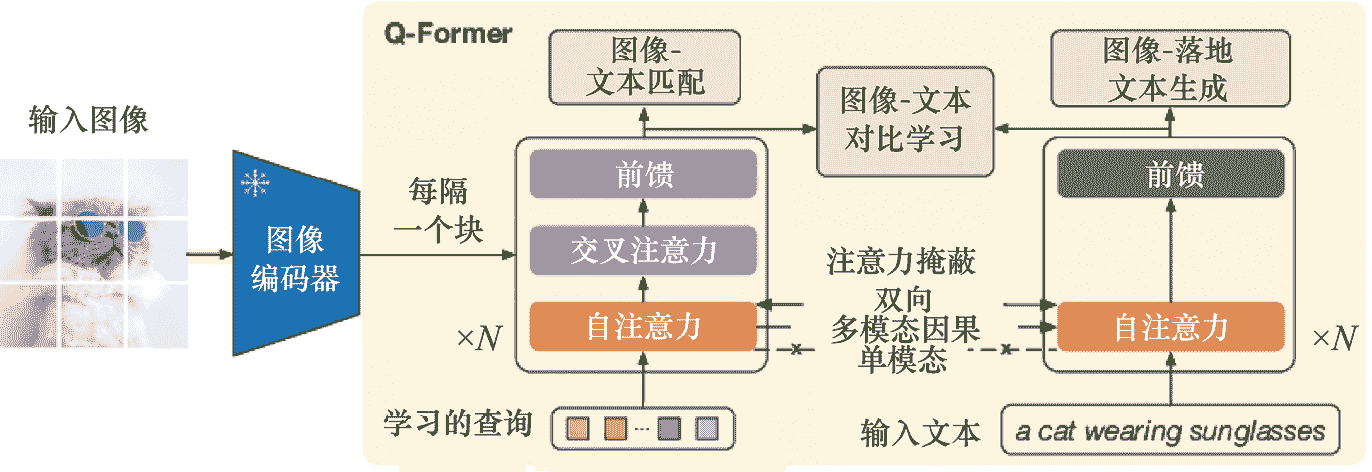 Q-Former
输入图像
图像
编码器
每隔
一个块
图像-
文本匹配
图像-文本
对比学习
图像-落地
文本生成
前馈
交叉注意力
自注意力
×N
注意力掩蔽
双向
多模态因果
单模态
前馈
自注意力
×N
学习的查询
...
输入文本
a cat wearing sunglasses